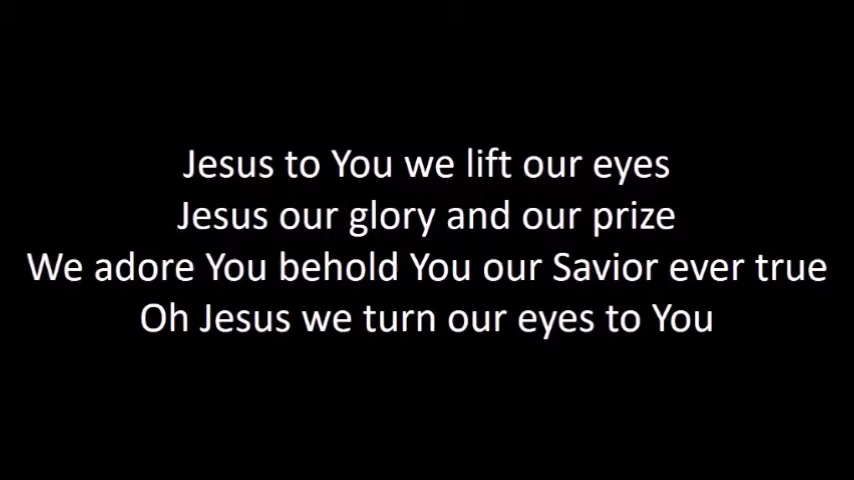 Jesus to You we lift our eyes
Jesus our glory and our prize
We adore You behold You our Savior ever true
Oh Jesus we turn our eyes to You